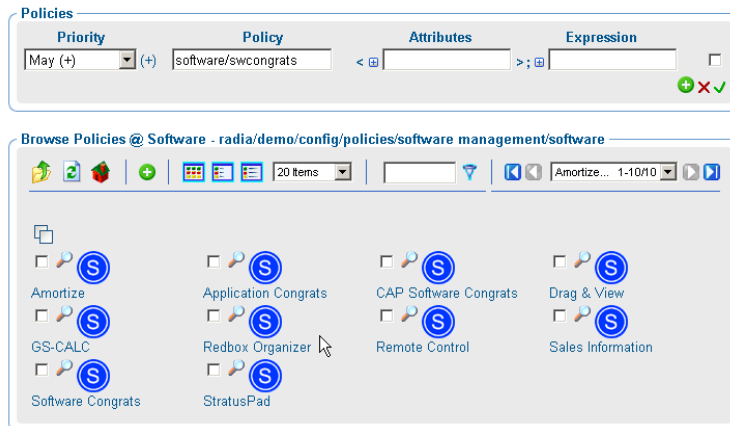 Policies
Priority Policy Attributes Expression
May (+) (+) software/swcongrats < > ;
Browse Policies @ Software - radia/demo/config/policies/software management/software
20 Items Amortize... 1-10/10
S S S S
Amortize Application Congrats CAP Software Congrats Drag & View
S S S S
GS-CALC Redbox Organizer Remote Control Sales Information
S S
Software Congrats StratusPad